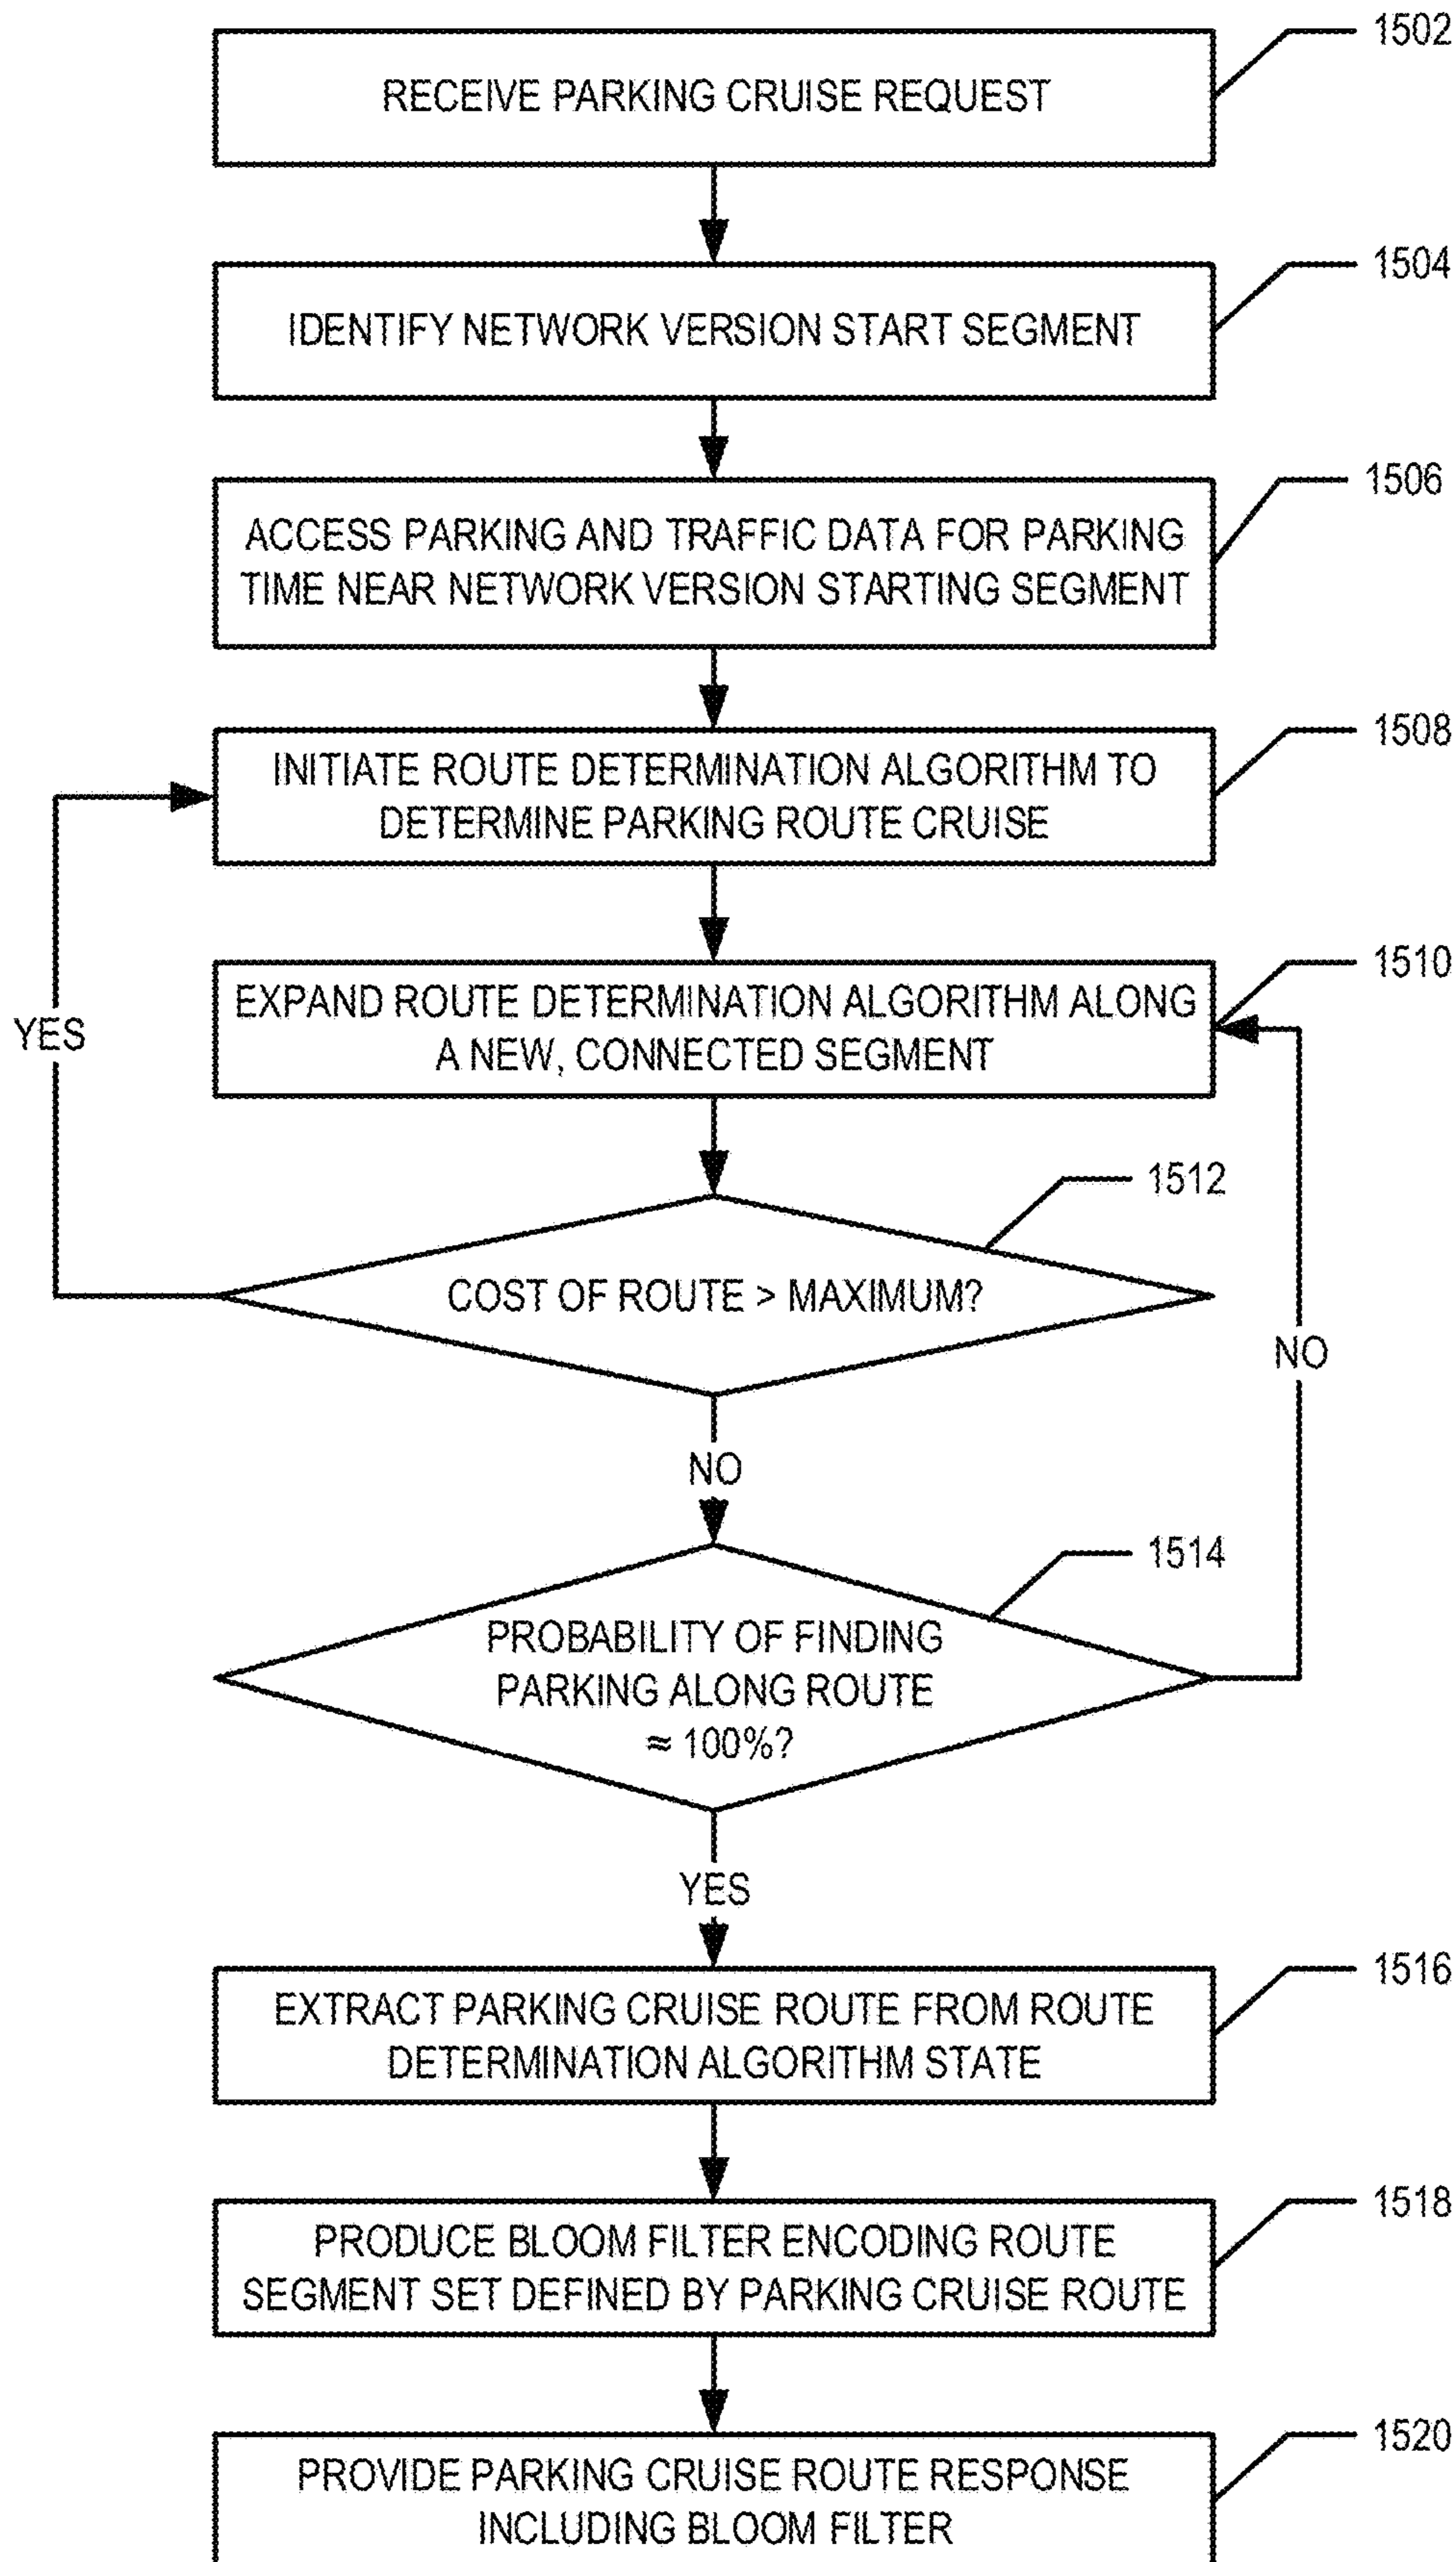 1502
RECEIVE PARKING CRUISE REQUEST
1504
IDENTIFY NETWORK VERSION START SEGMENT
1506
ACCESS PARKING AND TRAFFIC DATA FOR PARKING
TIME NEAR NETWORK VERSION STARTING SEGMENT
1508
INITIATE ROUTE DETERMINATION ALGORITHM TO
DETERMINE PARKING ROUTE CRUISE
1510
EXPAND ROUTE DETERMINATION ALGORITHM ALONG
A NEW, CONNECTED SEGMENT
YES
1512
COST OF ROUTE > MAXIMUM?
NO
NO
1514
PROBABILITY OF FINDING
PARKING ALONG ROUTE
≈ 100%?
YES
1516
EXTRACT PARKING CRUISE ROUTE FROM ROUTE
DETERMINATION ALGORITHM STATE
1518
PRODUCE BLOOM FILTER ENCODING ROUTE
SEGMENT SET DEFINED BY PARKING CRUISE ROUTE
1520
PROVIDE PARKING CRUISE ROUTE RESPONSE
INCLUDING BLOOM FILTER